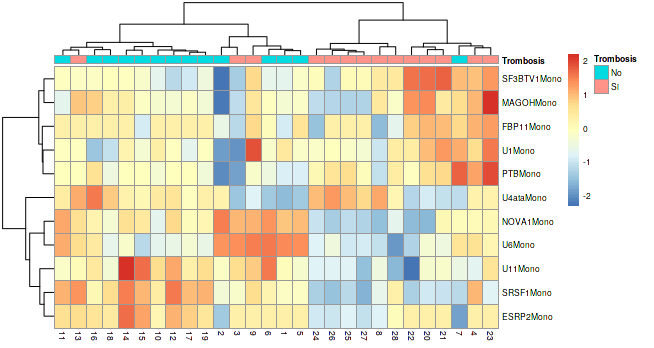 Trombosis
SF3BTV1Mono
MAGOHMono
FBP11Mono
U1Mono
PTBMono
U4ataMono
NOVA1Mono
U6Mono
U11Mono
SRSF1Mono
ESRP2Mono
11 13 16 18 14 15 10 12 17 19 2 3 9 6 1 5 24 26 25 27 8 28 22 20 21 7 4 23
2
1
0
-1
-2
Trombosis
No
SI